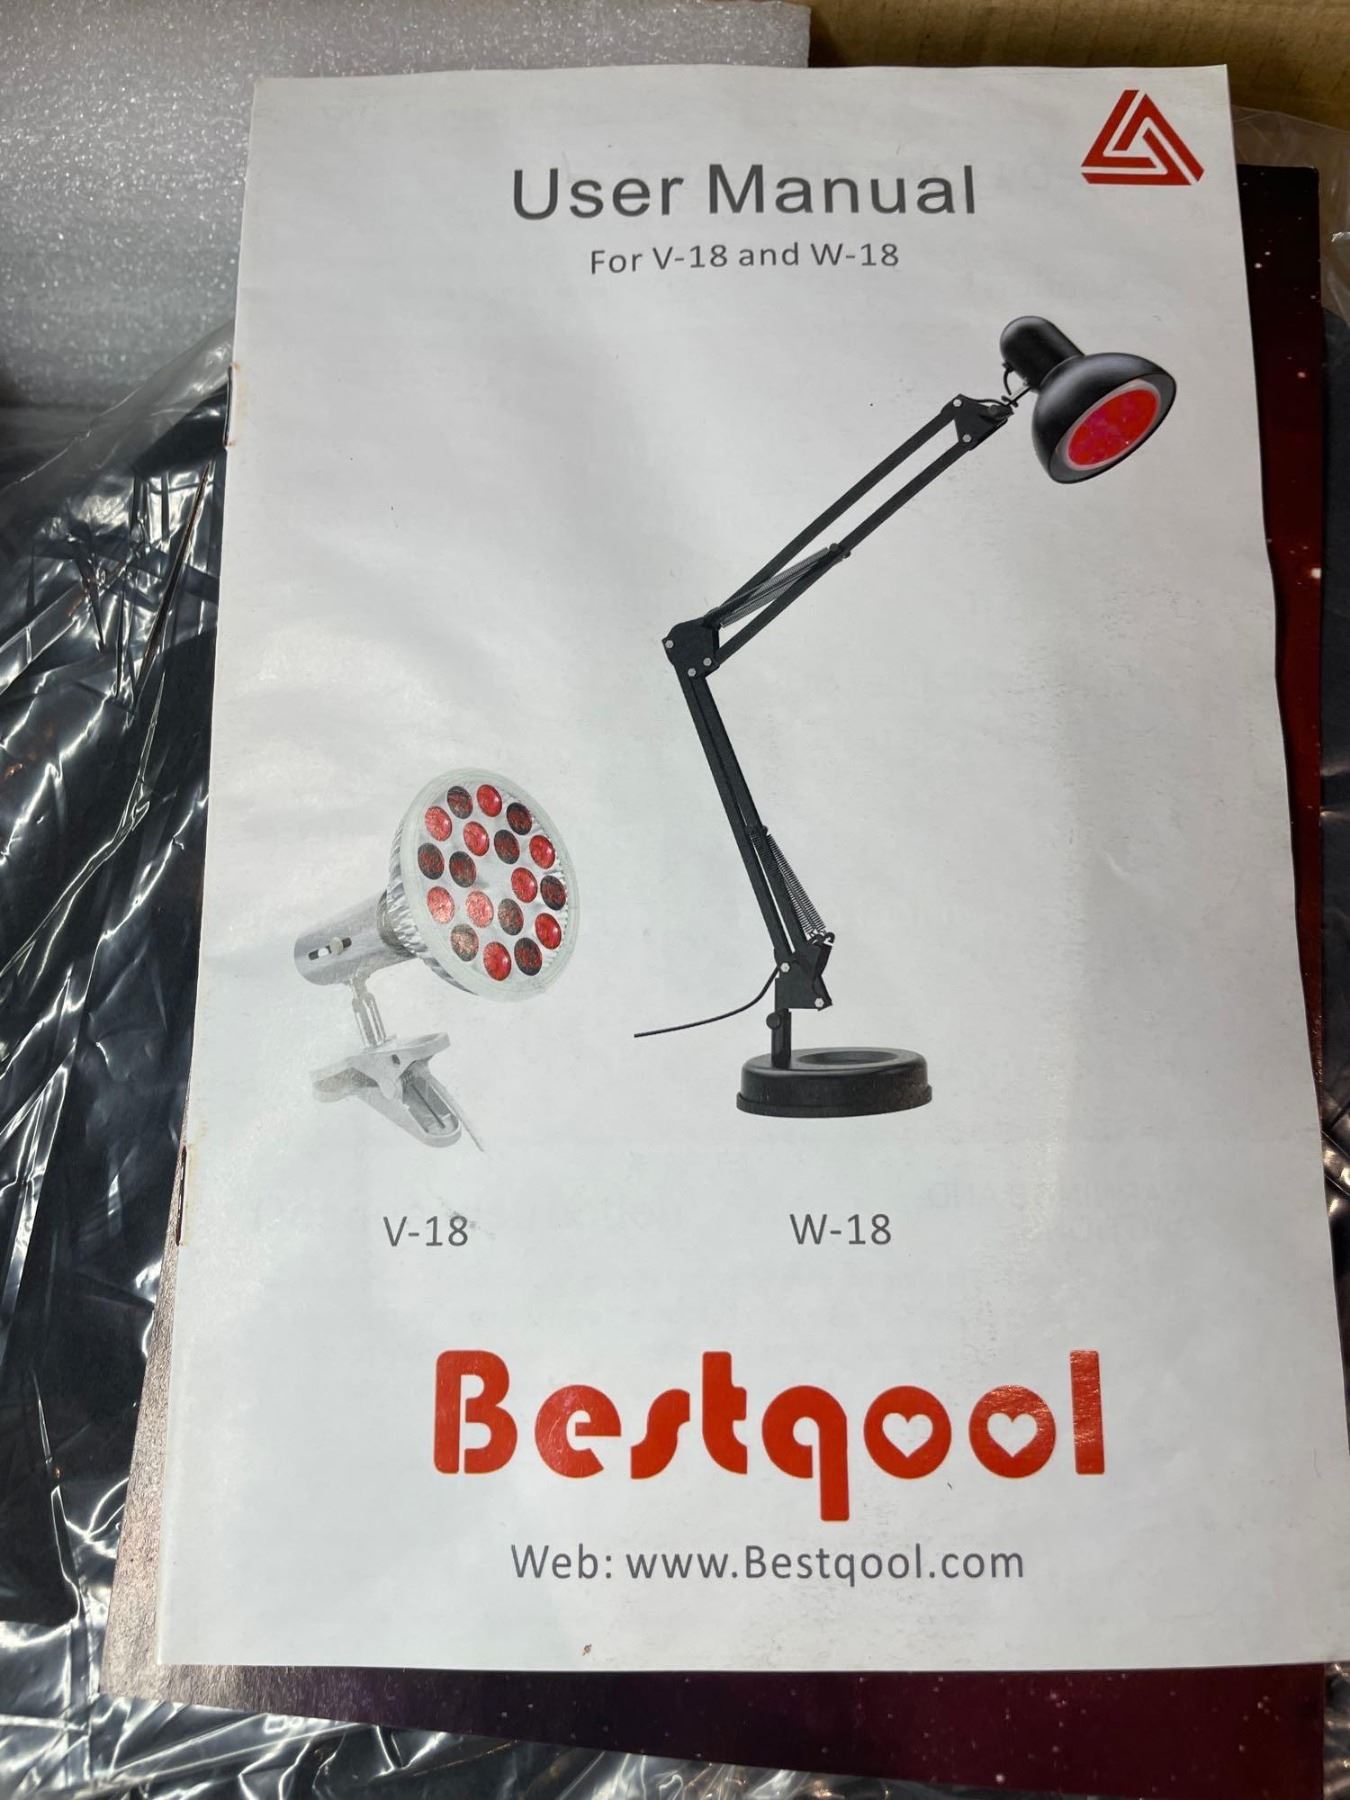 User Manual
For V-18 and W-18
V-18
W-18
Bestqool
Web: www.Bestqool.com